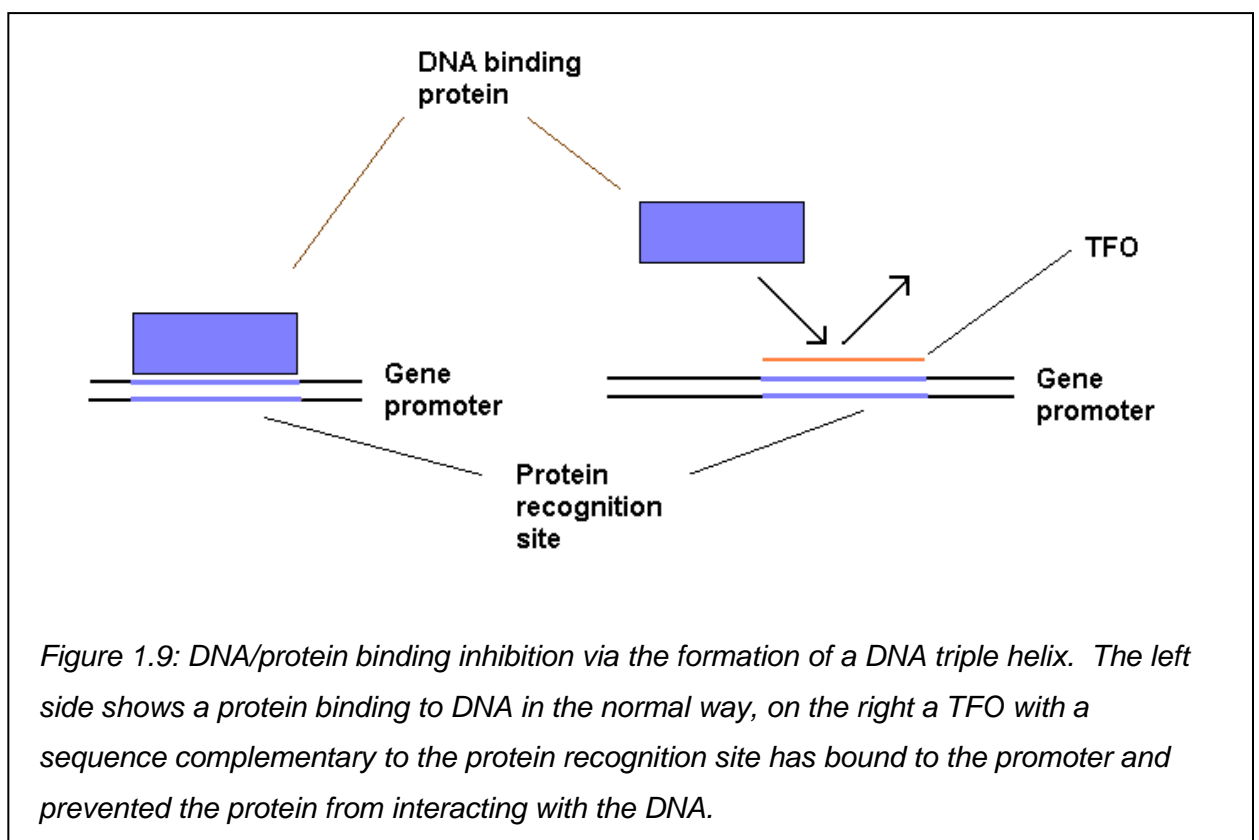 DNA binding
protein
TFO
Gene
promoter
Gene
promoter
Protein
recognition
site
Figure 1.9: DNA/protein binding inhibition via the formation of a DNA triple helix.  The left
side shows a protein binding to DNA in the normal way, on the right a TFO with a
sequence complementary to the protein recognition site has bound to the promoter and
prevented the protein from interacting with the DNA.